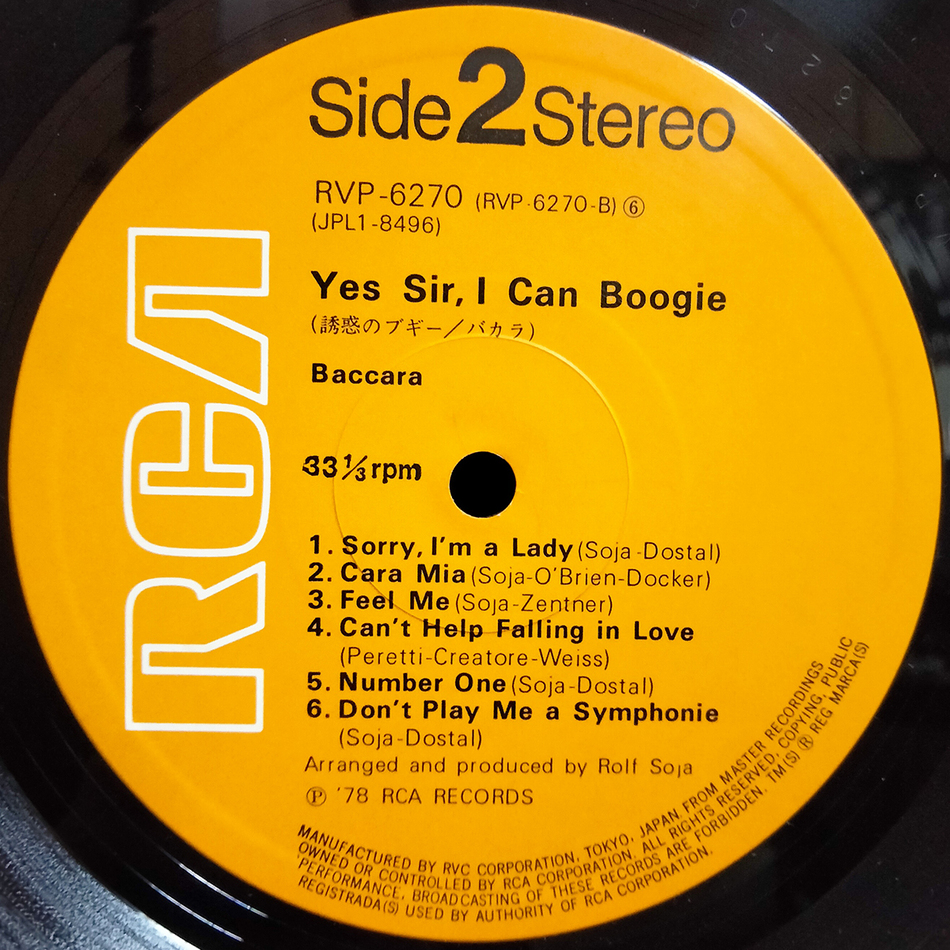 Side 2 Stereo
RVP-6270 (RVP-6270-B) ⑥
(JPL1-8496)
Yes Sir, I Can Boogie
(誘惑のブギー／バカラ)
Baccara
33 1/3 rpm
1. Sorry, I'm a Lady (Soja-Dostal)
2. Cara Mia (Soja-O'Brien-Docker)
3. Feel Me (Soja-Zentner)
4. Can't Help Falling in Love
(Peretti-Creatore-Weiss)
5. Number One (Soja-Dostal)
6. Don't Play Me a Symphonie
(Soja-Dostal)
Arranged and produced by Rolf Soja
℗ '78 RCA RECORDS
MANUFACTURED BY RVC CORPORATION, TOKYO, JAPAN, FROM MASTER RECORDINGS
OWNED OR CONTROLLED BY RCA CORPORATION. ALL RIGHTS RESERVED, COPYING, PUBLIC
PERFORMANCE, BROADCASTING OF THESE RECORDS ARE FORBIDDEN. TM(S) ® REG MARCA(S)
REGISTRADA(S) USED BY AUTHORITY OF RCA CORPORATION.
RCA